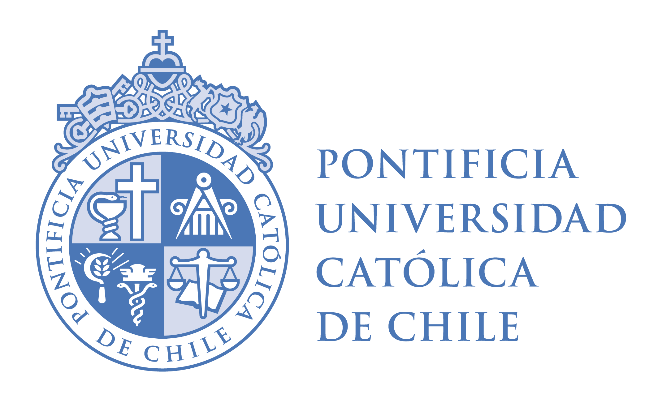 PONTIFICIA UNIVERSIDAD CATÓLICA
DE CHILE
PONTIFICIA
UNIVERSIDAD
CATÓLICA
DE CHILE